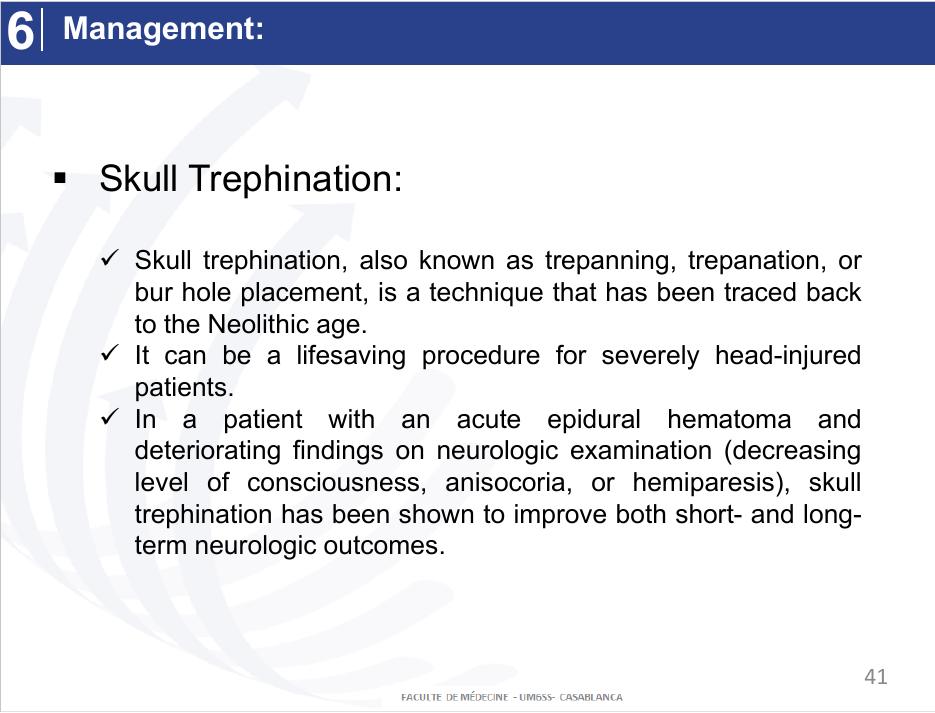 6 Management:
▪ Skull Trephination:
✓ Skull trephination, also known as trepanning, trepanation, or
bur hole placement, is a technique that has been traced back
to the Neolithic age.
✓ It can be a lifesaving procedure for severely head-injured
patients.
✓ In a patient with an acute epidural hematoma and
deteriorating findings on neurologic examination (decreasing
level of consciousness, anisocoria, or hemiparesis), skull
trephination has been shown to improve both short- and long-
term neurologic outcomes.
41
FACULTE DE MÉDECINE - UM6SS- CASABLANCA